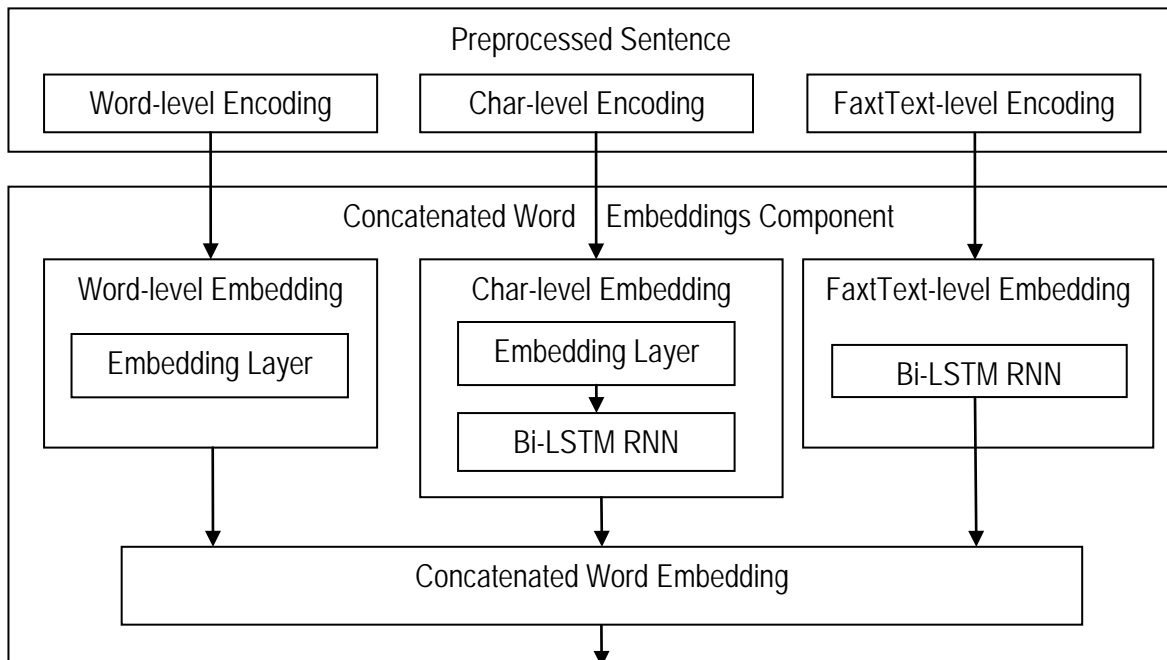 Preprocessed Sentence
Word-level Encoding
Char-level Encoding
FaxtText-level Encoding
Concatenated Word Embeddings Component
Word-level Embedding
Embedding Layer
Char-level Embedding
Embedding Layer
Bi-LSTM RNN
FaxtText-level Embedding
Bi-LSTM RNN
Concatenated Word Embedding